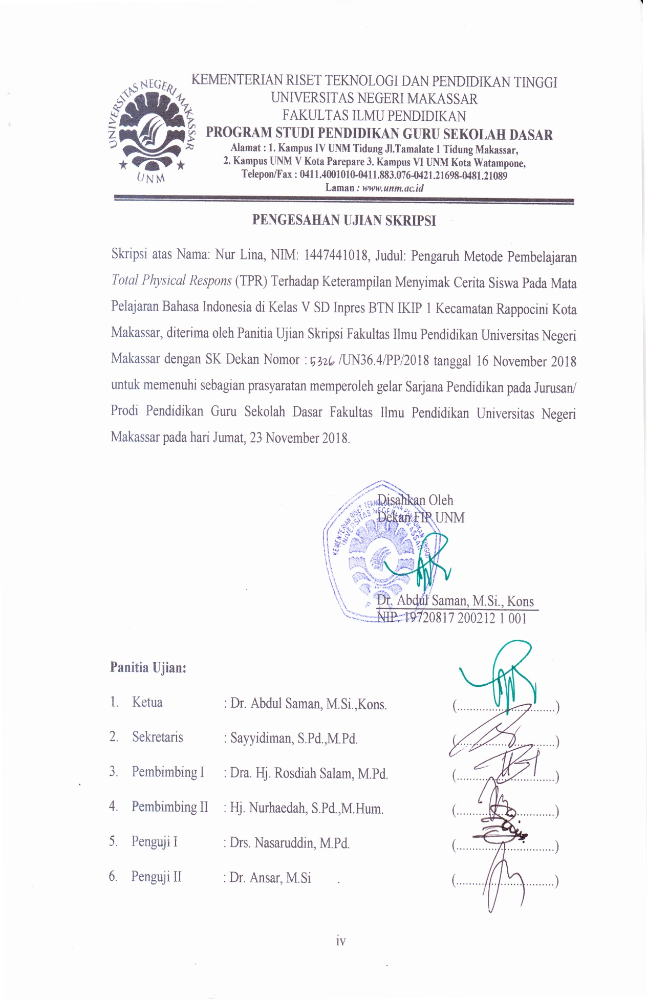 UNIVERSITAS NEGERI MAKASSAR
UNM
KEMENTERIAN RISET TEKNOLOGI DAN PENDIDIKAN TINGGI
UNIVERSITAS NEGERI MAKASSAR
FAKULTAS ILMU PENDIDIKAN
PROGRAM STUDI PENDIDIKAN GURU SEKOLAH DASAR
Alamat : 1. Kampus IV UNM Tidung Jl.Tamalate 1 Tidung Makassar,
2. Kampus UNM V Kota Parepare 3. Kampus VI UNM Kota Watampone,
Telepon/Fax : 0411.4001010-0411.883.076-0421.21698-0481.21089
Laman : www.unm.ac.id
PENGESAHAN UJIAN SKRIPSI
Skripsi atas Nama: Nur Lina, NIM: 1447441018, Judul: Pengaruh Metode Pembelajaran
Total Physical Respons (TPR) Terhadap Keterampilan Menyimak Cerita Siswa Pada Mata
Pelajaran Bahasa Indonesia di Kelas V SD Inpres BTN IKIP 1 Kecamatan Rappocini Kota
Makassar, diterima oleh Panitia Ujian Skripsi Fakultas Ilmu Pendidikan Universitas Negeri
Makassar dengan SK Dekan Nomor : 5326 /UN36.4/PP/2018 tanggal 16 November 2018
untuk memenuhi sebagian prasyaratan memperoleh gelar Sarjana Pendidikan pada Jurusan/
Prodi Pendidikan Guru Sekolah Dasar Fakultas Ilmu Pendidikan Universitas Negeri
Makassar pada hari Jumat, 23 November 2018.
KEMENTERIAN RISET TEKNOLOGI DAN PENDIDIKAN TINGGI
UNIVERSITAS NEGERI MAKASSAR
Disahkan Oleh
Dekan FIP UNM
Dr. Abdul Saman, M.Si., Kons
NIP. 19720817 200212 1 001
Panitia Ujian:
1. Ketua : Dr. Abdul Saman, M.Si.,Kons. (..............................)
2. Sekretaris : Sayyidiman, S.Pd.,M.Pd. (..............................)
3. Pembimbing I : Dra. Hj. Rosdiah Salam, M.Pd. (..............................)
4. Pembimbing II : Hj. Nurhaedah, S.Pd.,M.Hum. (..............................)
5. Penguji I : Drs. Nasaruddin, M.Pd. (..............................)
6. Penguji II : Dr. Ansar, M.Si (..............................)
iv